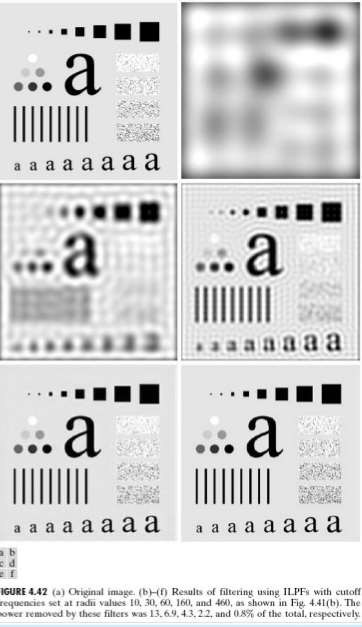 a
a a a a a a a a
a
a
a a a a a a a a
a
a a a a a a a a
a
a a a a a a a a
a b
c d
e f
FIGURE 4.42 (a) Original image. (b)–(f) Results of filtering using ILPFs with cutoff
frequencies set at radii values 10, 30, 60, 160, and 460, as shown in Fig. 4.41(b). The
power removed by these filters was 13, 6.9, 4.3, 2.2, and 0.8% of the total, respectively.